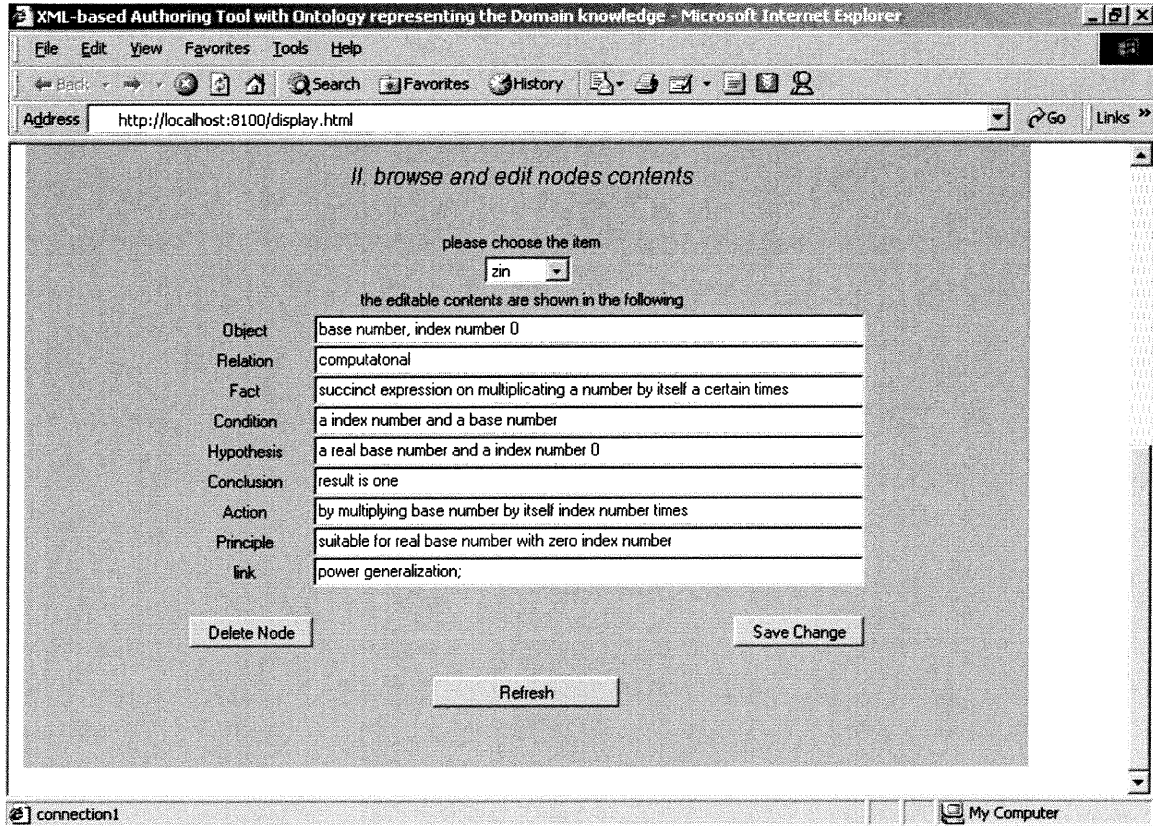 XML-based Authoring Tool with Ontology representing the Domain knowledge - Microsoft Internet Explorer
File Edit View Favorites Tools Help
Back Search Favorites History
Address http://localhost:8100/display.html Go Links »
II. browse and edit nodes contents
please choose the item
zin
the editable contents are shown in the following
Object base number, index number 0
Relation computatonal
Fact succinct expression on multiplicating a number by itself a certain times
Condition a index number and a base number
Hypothesis a real base number and a index number 0
Conclusion result is one
Action by multiplying base number by itself index number times
Principle suitable for real base number with zero index number
link power generalization;
Delete Node Save Change
Refresh
connection1 My Computer